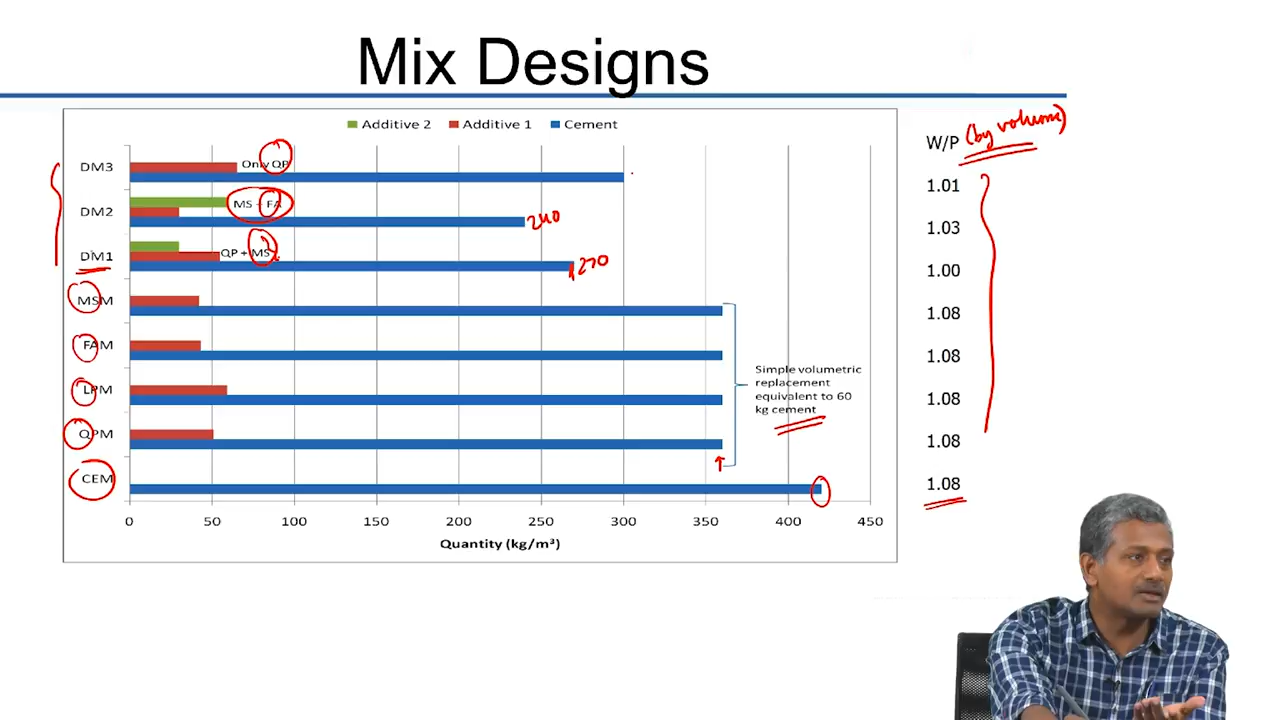 Mix Designs
Additive 2 Additive 1 Cement
W/P (by volume)
DM3 Only QP 1.01
DM2 MS + FA 240 1.03
DM1 QP + MS 270 1.00
MSM 1.08
FAM 1.08
LPM 1.08
QPM 1.08
CEM 1.08
Simple volumetric
replacement
equivalent to 60
kg cement
0 50 100 150 200 250 300 350 400 450
Quantity (kg/m³)